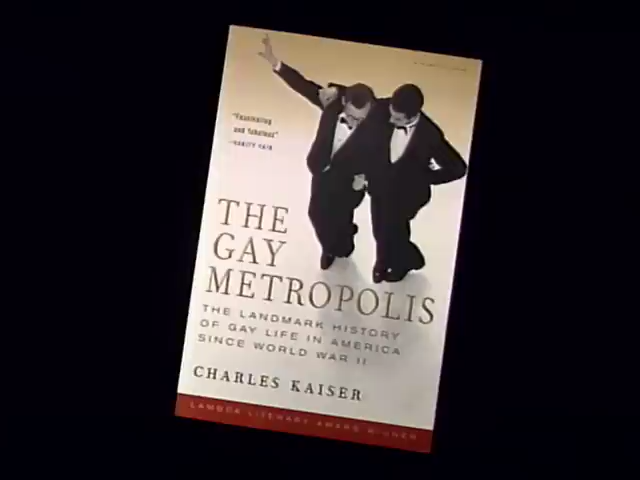 "Fascinating
and fabulous"
—VANITY FAIR
THE
GAY
METROPOLIS
THE LANDMARK HISTORY
OF GAY LIFE IN AMERICA
SINCE WORLD WAR II
CHARLES KAISER
LAMBDA LITERARY AWARD WINNER